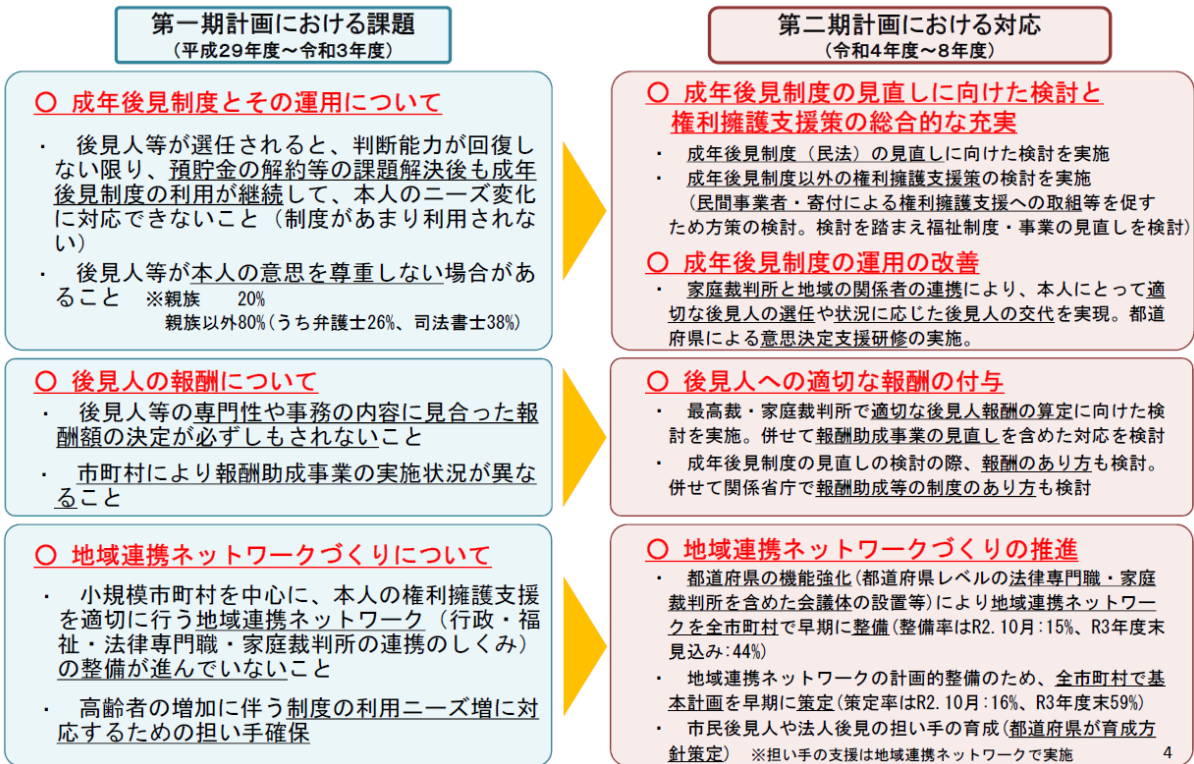 第一期計画における課題
(平成29年度～令和3年度)
〇 成年後見制度とその運用について
・ 後見人等が選任されると、判断能力が回復し
ない限り、預貯金の解約等の課題解決後も成年
後見制度の利用が継続して、本人のニーズ変化
に対応できないこと（制度があまり利用されな
い）
・ 後見人等が本人の意思を尊重しない場合があ
ること ※親族 20%
親族以外80%(うち弁護士26%、司法書士38%)
〇 後見人の報酬について
・ 後見人等の専門性や事務の内容に見合った報
酬額の決定が必ずしもされないこと
・ 市町村により報酬助成事業の実施状況が異な
ること
〇 地域連携ネットワークづくりについて
・ 小規模市町村を中心に、本人の権利擁護支援
を適切に行う地域連携ネットワーク（行政・福
祉・法律専門職・家庭裁判所の連携のしくみ）
の整備が進んでいないこと
・ 高齢者の増加に伴う制度の利用ニーズ増に対
応するための担い手確保
第二期計画における対応
(令和4年度～8年度)
〇 成年後見制度の見直しに向けた検討と
権利擁護支援策の総合的な充実
・ 成年後見制度（民法）の見直しに向けた検討を実施
・ 成年後見制度以外の権利擁護支援策の検討を実施
（民間事業者・寄付による権利擁護支援への取組等を促す
ため方策の検討。検討を踏まえ福祉制度・事業の見直しを検討)
〇 成年後見制度の運用の改善
・ 家庭裁判所と地域の関係者の連携により、本人にとって適
切な後見人の選任や状況に応じた後見人の交代を実現。都道
府県による意思決定支援研修の実施。
〇 後見人への適切な報酬の付与
・ 最高裁・家庭裁判所で適切な後見人報酬の算定に向けた検
討を実施。併せて報酬助成事業の見直しを含めた対応を検討
・ 成年後見制度の見直しの検討の際、報酬のあり方も検討。
併せて関係省庁で報酬助成等の制度のあり方も検討
〇 地域連携ネットワークづくりの推進
・ 都道府県の機能強化(都道府県レベルの法律専門職・家庭
裁判所を含めた会議体の設置等)により地域連携ネットワー
クを全市町村で早期に整備(整備率はR2.10月:15%、R3年度末
見込み:44%)
・ 地域連携ネットワークの計画的整備のため、全市町村で基
本計画を早期に策定(策定率はR2.10月:16%、R3年度末59%)
・ 市民後見人や法人後見の担い手の育成(都道府県が育成方
針策定) ※担い手の支援は地域連携ネットワークで実施
4